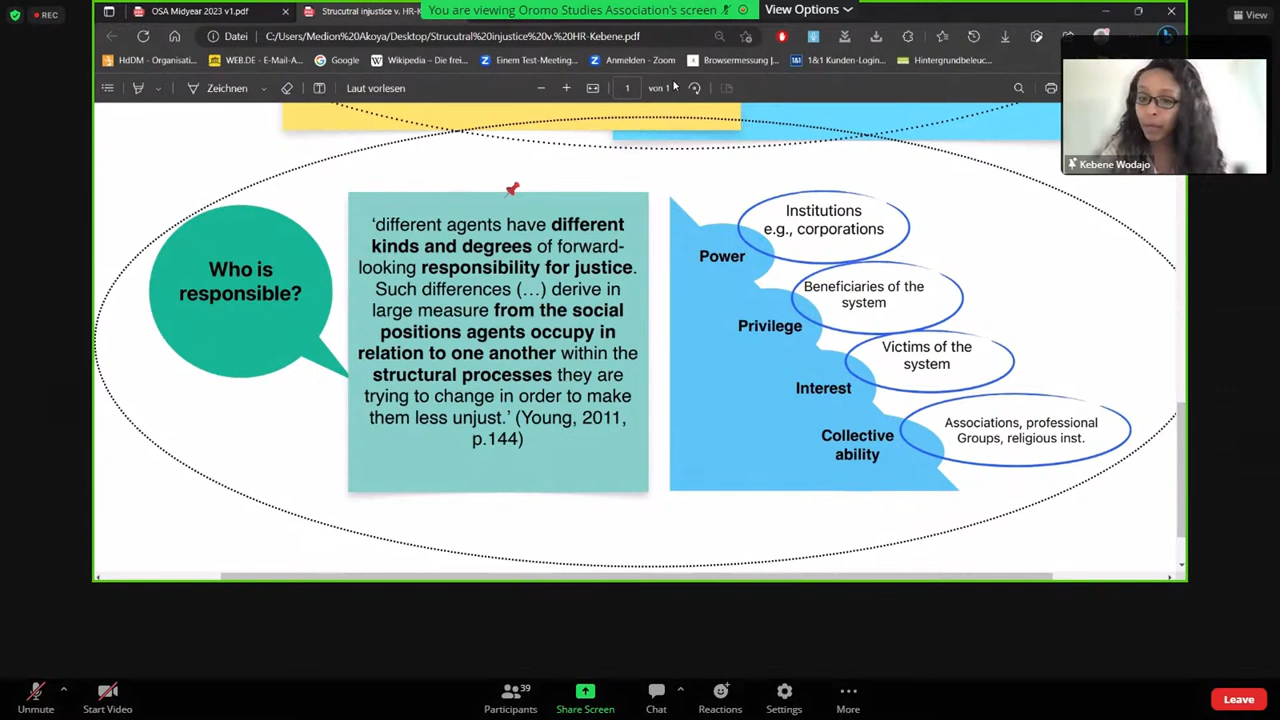 REC
OSA Midyear 2023 v1.pdf
Strucutral injustice v. HR-K
You are viewing Oromo Studies Association's screen
View Options
View
Datei
C:/Users/Medion%20Akoya/Desktop/Strucutral%20injustice%20v.%20HR-Kebene.pdf
HdDM - Organisati...
WEB.DE - E-Mail-A...
Google
Wikipedia – Die frei...
Einem Test-Meeting...
Anmelden - Zoom
Browsermessung |...
1&1 Kunden-Login...
Hintergrundbeleuc...
Zeichnen
Laut vorlesen
1
von 1
Kebene Wodajo
Who is
responsible?
'different agents have different
kinds and degrees of forward-
looking responsibility for justice.
Such differences (…) derive in
large measure from the social
positions agents occupy in
relation to one another within the
structural processes they are
trying to change in order to make
them less unjust.' (Young, 2011,
p.144)
Institutions
e.g., corporations
Power
Beneficiaries of the
system
Privilege
Victims of the
system
Interest
Associations, professional
Groups, religious inst.
Collective
ability
Unmute
Start Video
39
Participants
Share Screen
Chat
Reactions
Settings
More
Leave